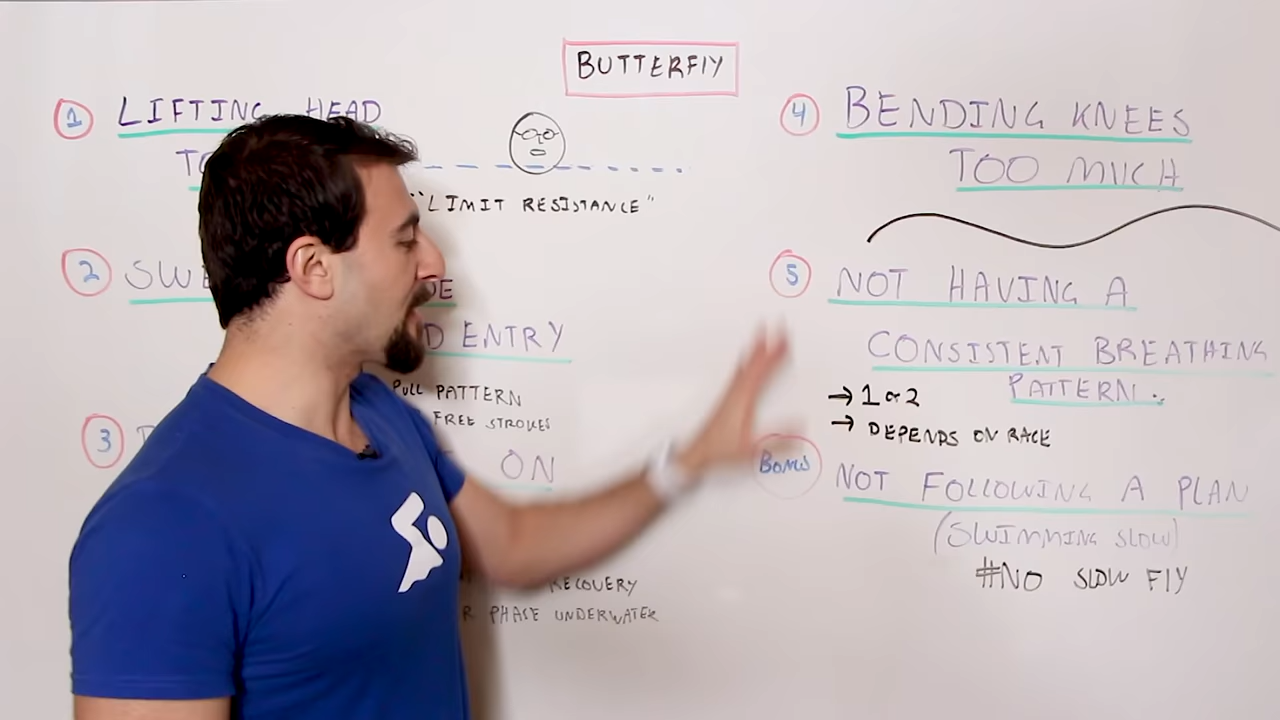 BUTTERFLY
1
LIFTING HEAD
"LIMIT RESISTANCE"
2
ENTRY
PULL PATTERN
FREE STROKES
3
ON
RECOVERY
PHASE UNDERWATER
4
BENDING KNEES
TOO MUCH
5
NOT HAVING A
CONSISTENT BREATHING
PATTERN.
→ 1 or 2
→ DEPENDS ON RACE
BONUS
NOT FOLLOWING A PLAN
(SWIMMING SLOW)
#NO SLOW FLY